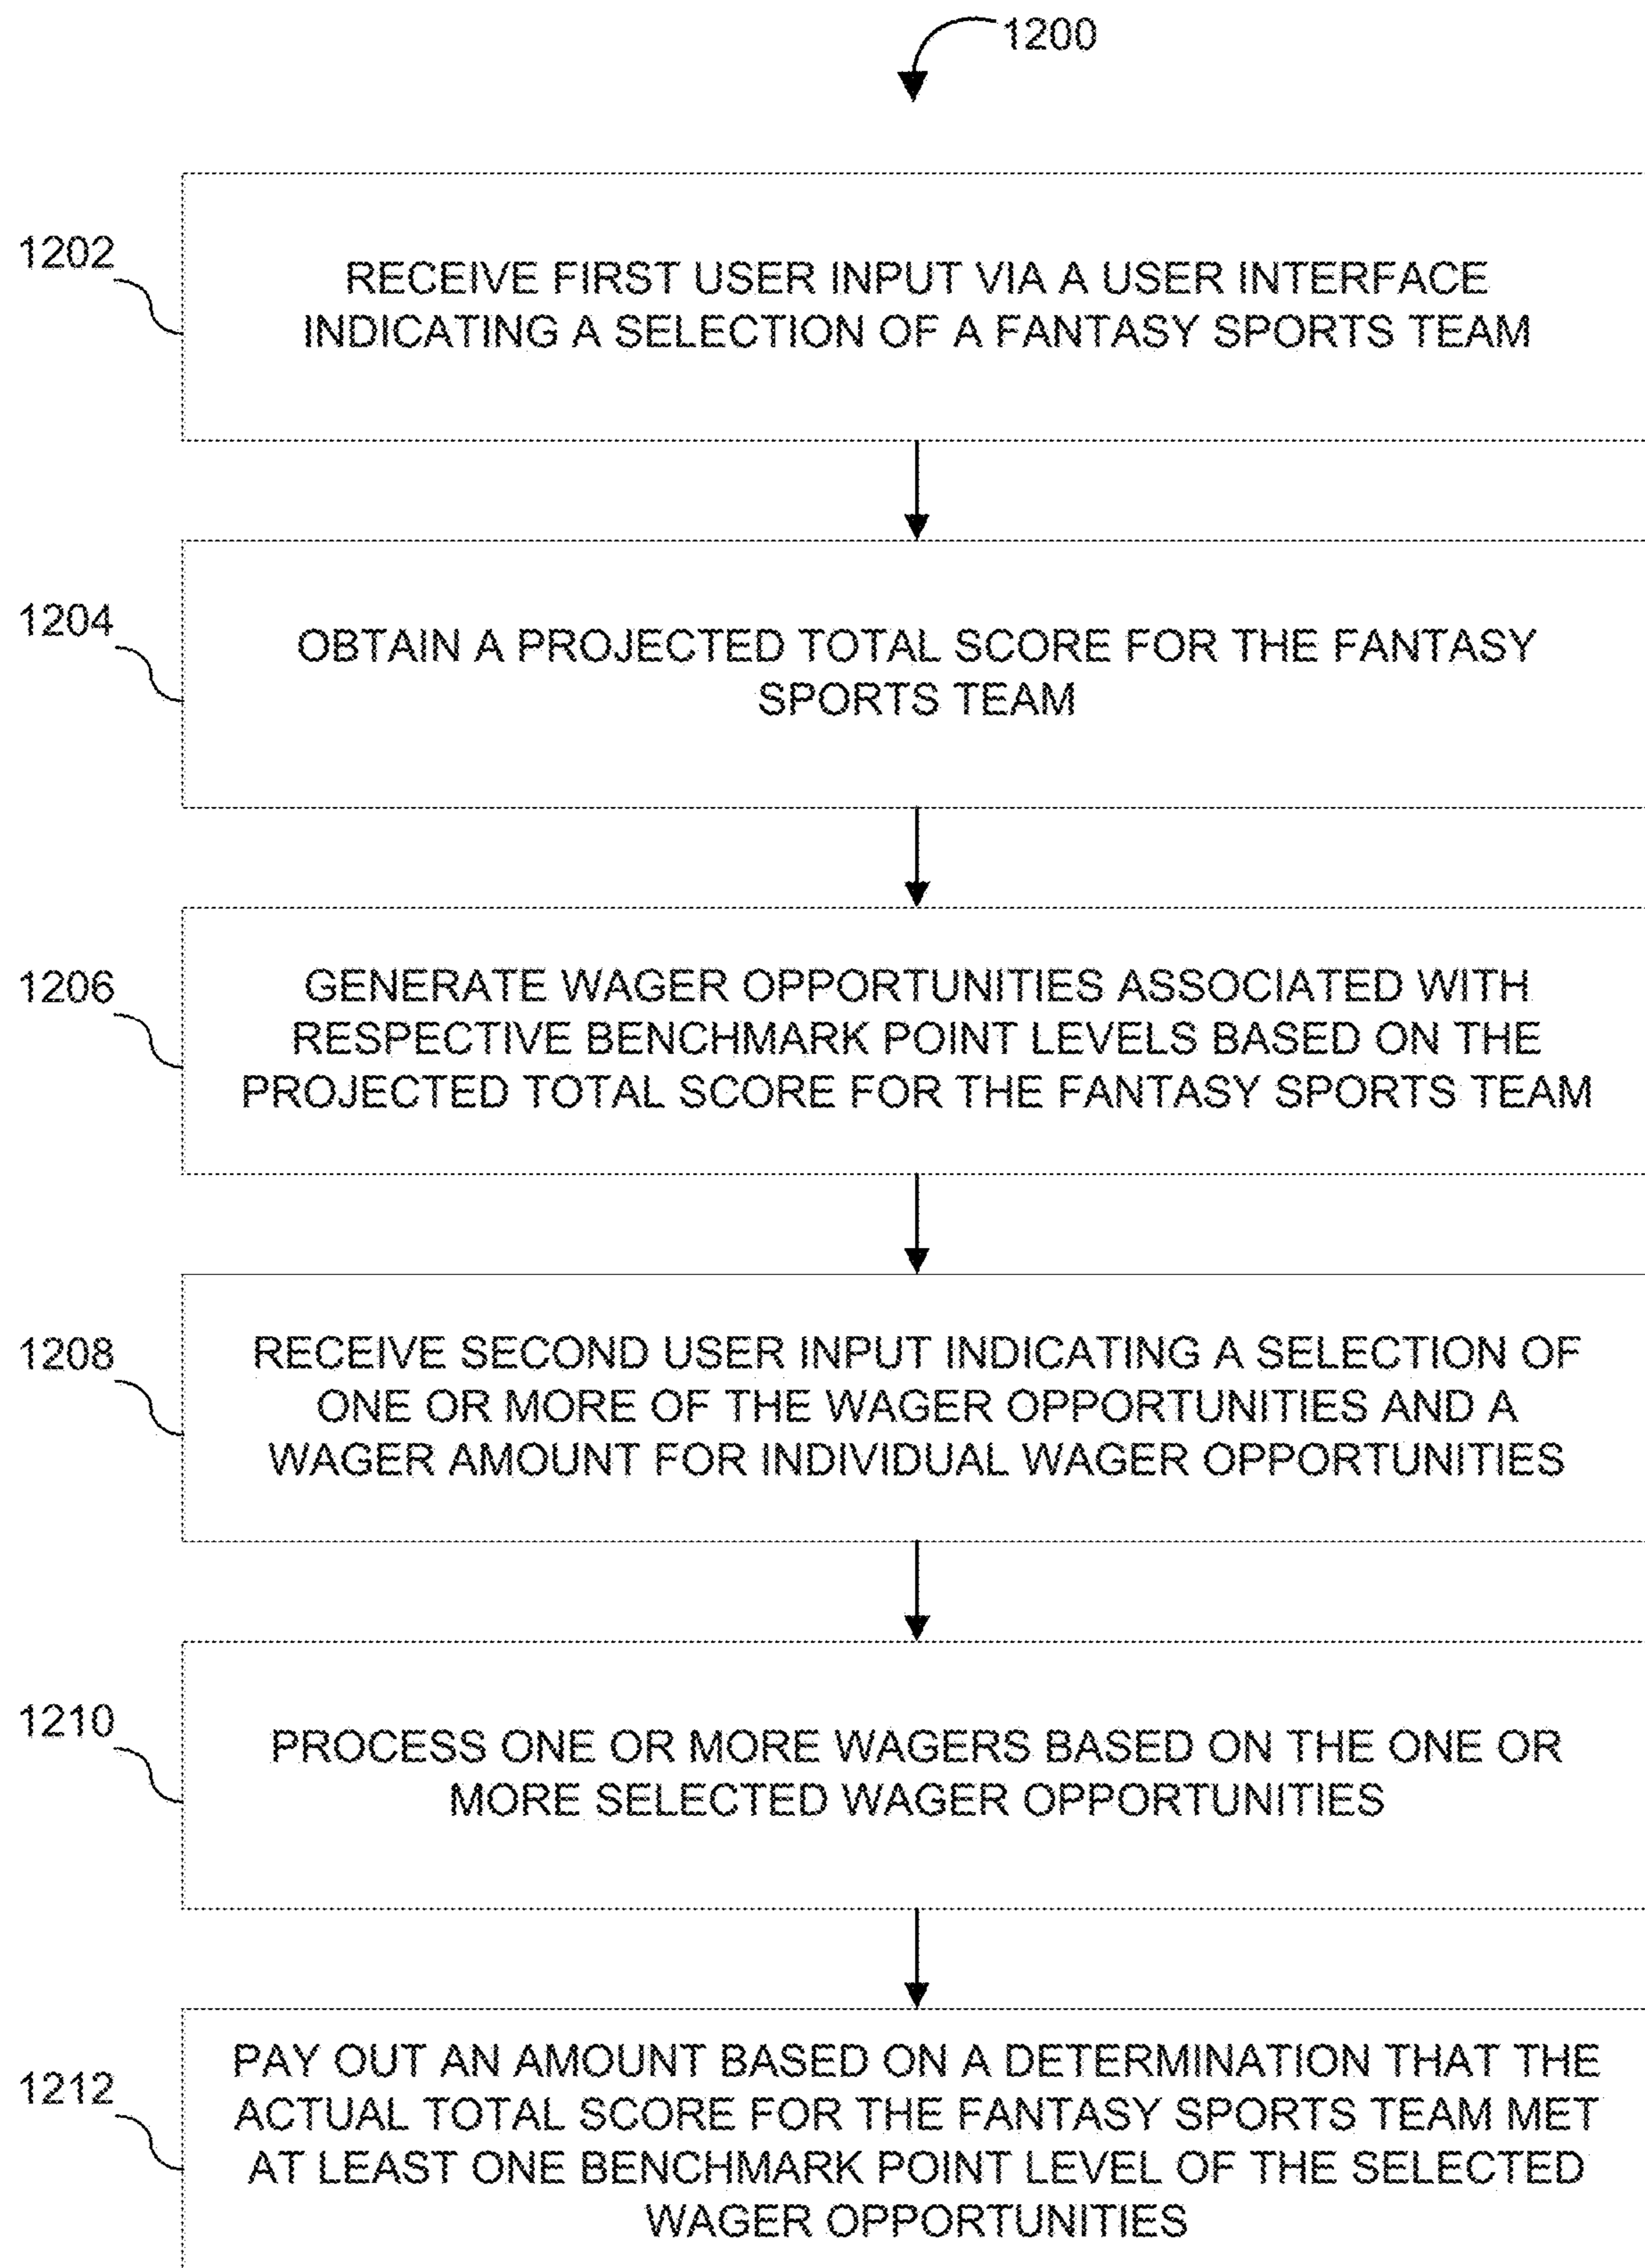 1200
1202
RECEIVE FIRST USER INPUT VIA A USER INTERFACE
INDICATING A SELECTION OF A FANTASY SPORTS TEAM
1204
OBTAIN A PROJECTED TOTAL SCORE FOR THE FANTASY
SPORTS TEAM
1206
GENERATE WAGER OPPORTUNITIES ASSOCIATED WITH
RESPECTIVE BENCHMARK POINT LEVELS BASED ON THE
PROJECTED TOTAL SCORE FOR THE FANTASY SPORTS TEAM
1208
RECEIVE SECOND USER INPUT INDICATING A SELECTION OF
ONE OR MORE OF THE WAGER OPPORTUNITIES AND A
WAGER AMOUNT FOR INDIVIDUAL WAGER OPPORTUNITIES
1210
PROCESS ONE OR MORE WAGERS BASED ON THE ONE OR
MORE SELECTED WAGER OPPORTUNITIES
1212
PAY OUT AN AMOUNT BASED ON A DETERMINATION THAT THE
ACTUAL TOTAL SCORE FOR THE FANTASY SPORTS TEAM MET
AT LEAST ONE BENCHMARK POINT LEVEL OF THE SELECTED
WAGER OPPORTUNITIES